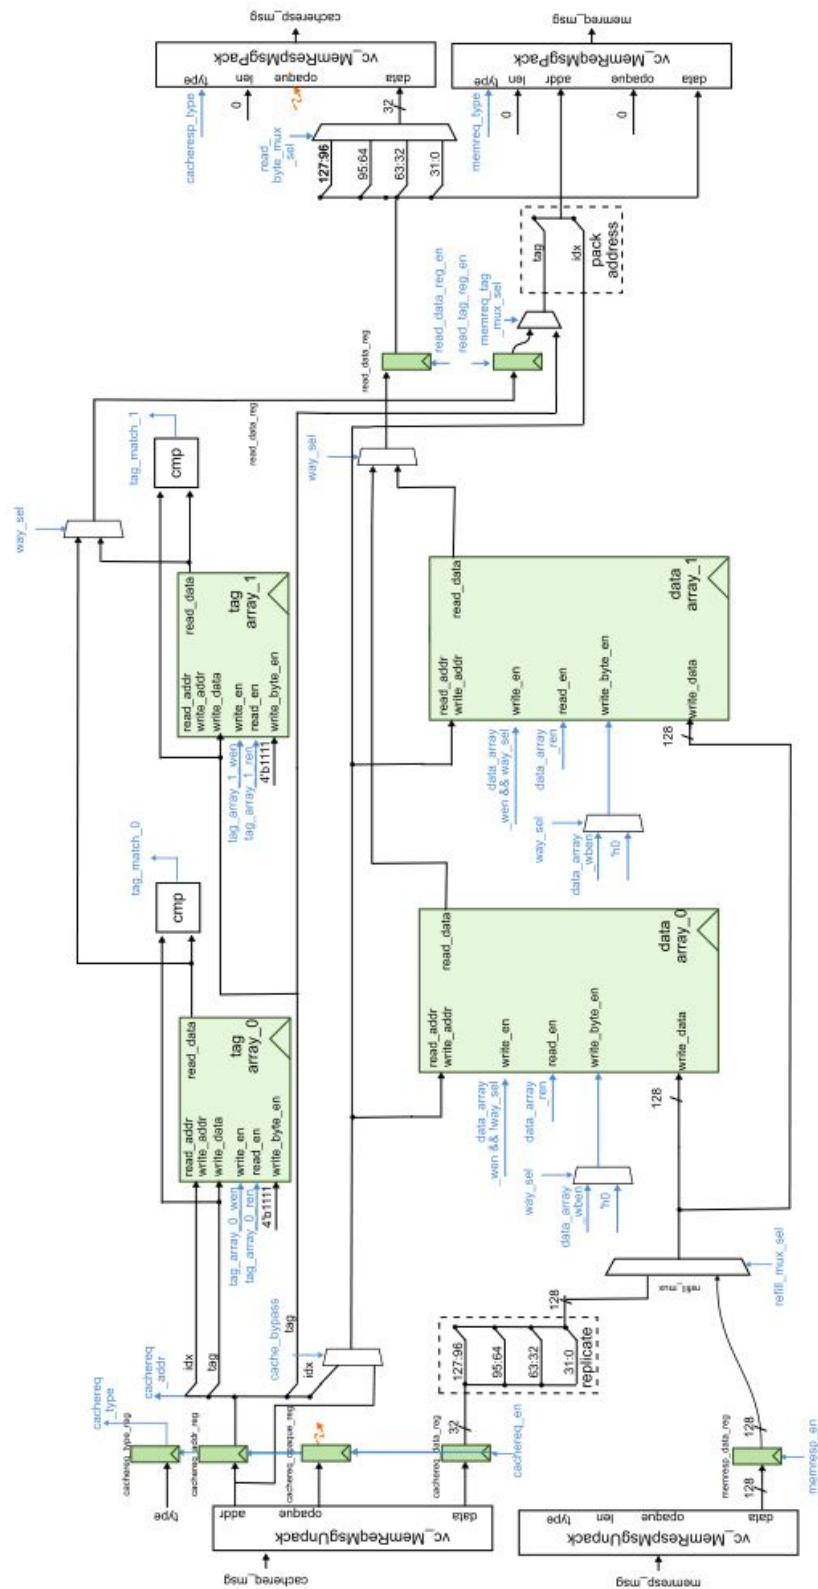 cachereq_msg
vc_MemReqMsgUnpack
type
addr
opaque
data
cachereq_type_reg
cachereq_addr_reg
cachereq_opaque_reg
cachereq_data_reg
cachereq
_type
cachereq
_addr
cachereq_en
32
idx
tag
tag
idx
cache_bypass
127:96
95:64
63:32
31:0
replicate
128
memresp_msg
vc_MemRespMsgUnpack
type
len
opaque
data
128
memresp_data_reg
128
memresp_en
refill_mux
refill_mux_sel
read_addr
write_addr
write_data
write_en
read_en
write_byte_en
read_data
tag
array_0
tag_array_0_wen
tag_array_0_ren
4'b1111
cmp
tag_match_0
read_addr
write_addr
write_data
write_en
read_en
write_byte_en
read_data
tag
array_1
tag_array_1_wen
tag_array_1_ren
4'b1111
cmp
tag_match_1
way_sel
read_data_reg
read_addr
write_addr
write_en
read_en
write_byte_en
write_data
read_data
data
array_0
data_array
_wen && !way_sel
data_array
_ren
way_sel
data_array
_wben
'h0
128
read_addr
write_addr
write_en
read_en
write_byte_en
write_data
read_data
data
array_1
data_array
_wen && way_sel
data_array
_ren
way_sel
data_array
_wben
'h0
128
way_sel
read_data_reg
read_data_reg_en
read_tag_reg_en
memreq_tag
_mux_sel
tag
idx
pack
address
read_
byte_mux
_sel
127:96
95:64
63:32
31:0
32
cacheresp_type
0
type
len
opaque
data
vc_MemRespMsgPack
cacheresp_msg
memreq_type
0
0
type
len
addr
opaque
data
vc_MemReqMsgPack
memreq_msg